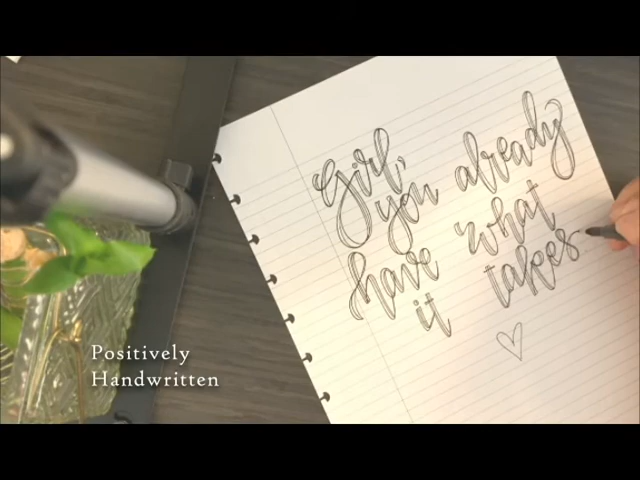 Girl,
you already
have what
it takes
Positively
Handwritten